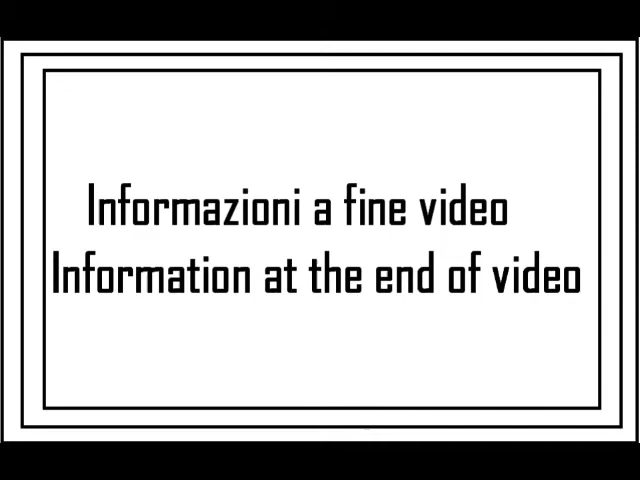 Informazioni a fine video
Information at the end of video